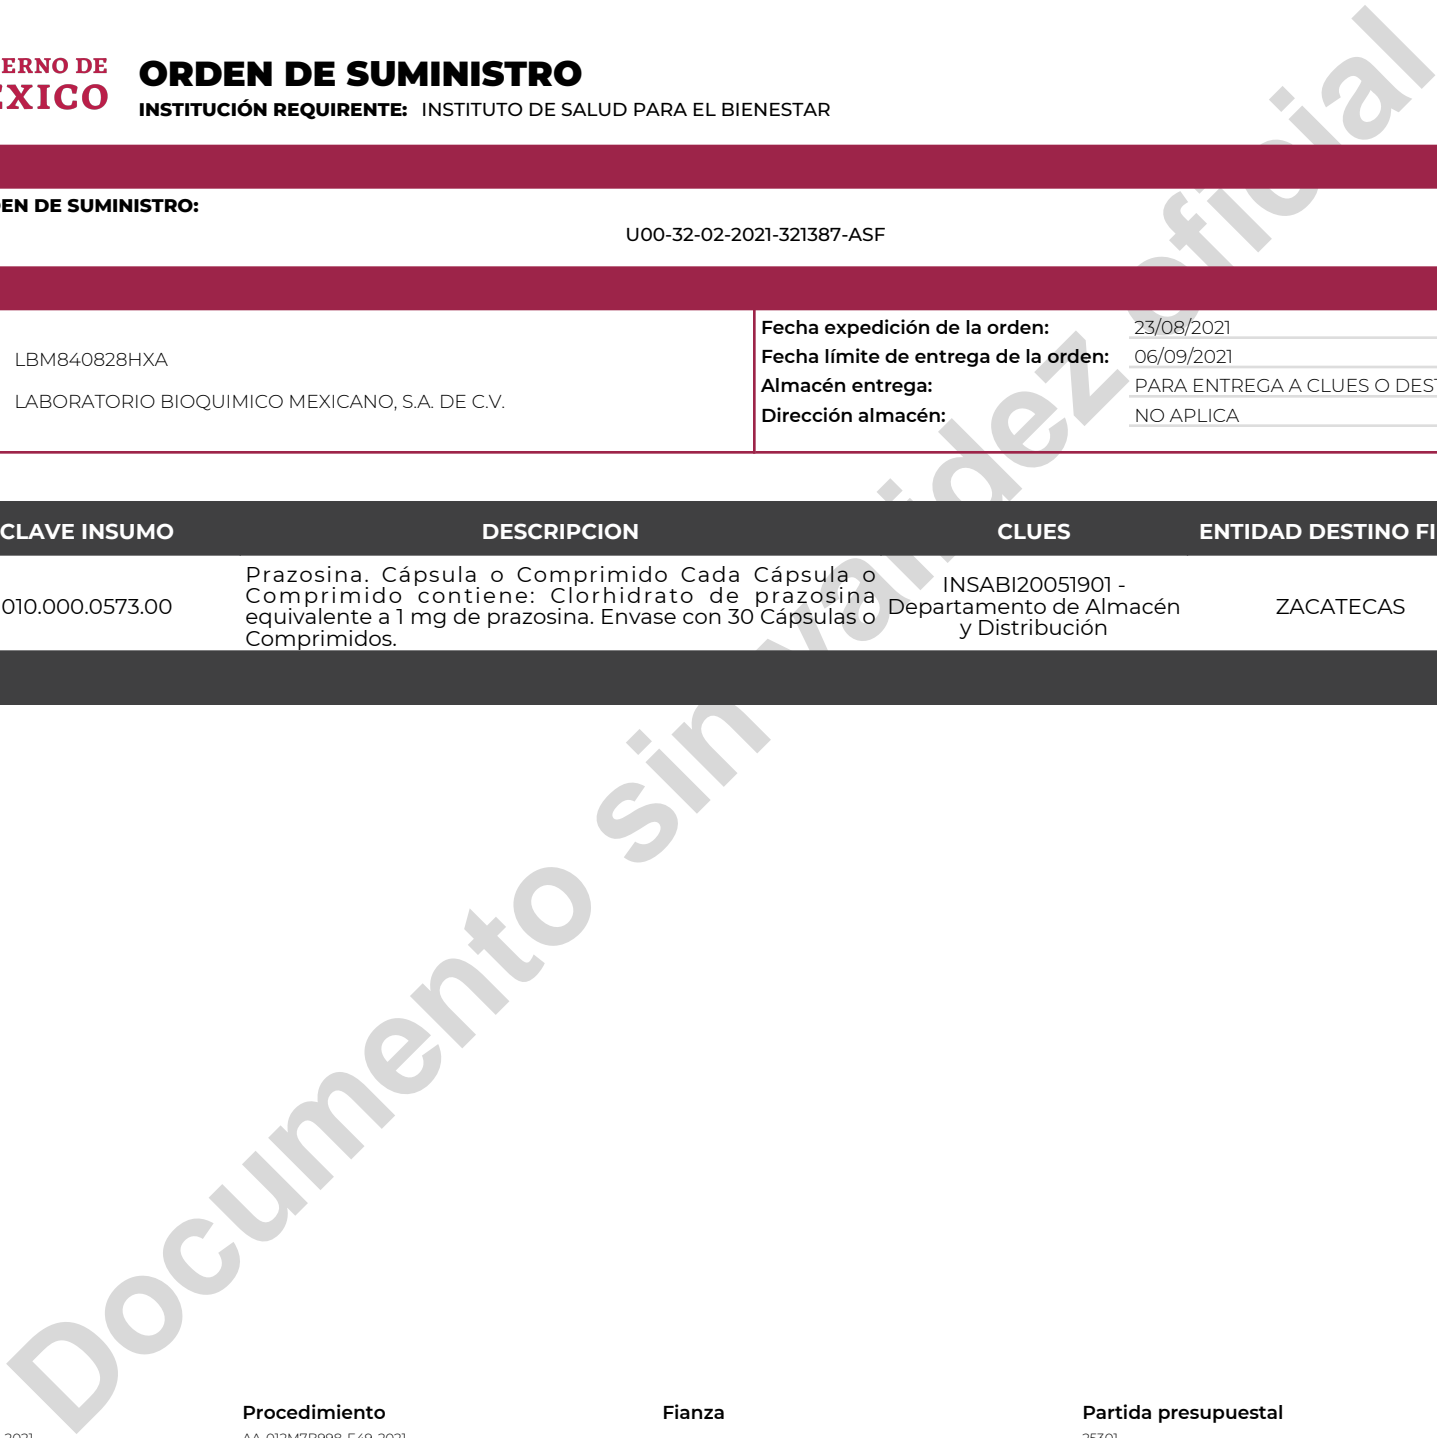 ERNO DE
EXICO
ORDEN DE SUMINISTRO
INSTITUCIÓN REQUIRENTE: INSTITUTO DE SALUD PARA EL BIENESTAR
EN DE SUMINISTRO:
U00-32-02-2021-321387-ASF
LBM840828HXA
LABORATORIO BIOQUIMICO MEXICANO, S.A. DE C.V.
Fecha expedición de la orden: 23/08/2021
Fecha límite de entrega de la orden: 06/09/2021
Almacén entrega: PARA ENTREGA A CLUES O DEST
Dirección almacén: NO APLICA
CLAVE INSUMO DESCRIPCION CLUES ENTIDAD DESTINO FI
010.000.0573.00
Prazosina. Cápsula o Comprimido Cada Cápsula o
Comprimido contiene: Clorhidrato de prazosina
equivalente a 1 mg de prazosina. Envase con 30 Cápsulas o
Comprimidos.
INSABI20051901 -
Departamento de Almacén
y Distribución
ZACATECAS
Documento sin validez oficial
Procedimiento Fianza Partida presupuestal